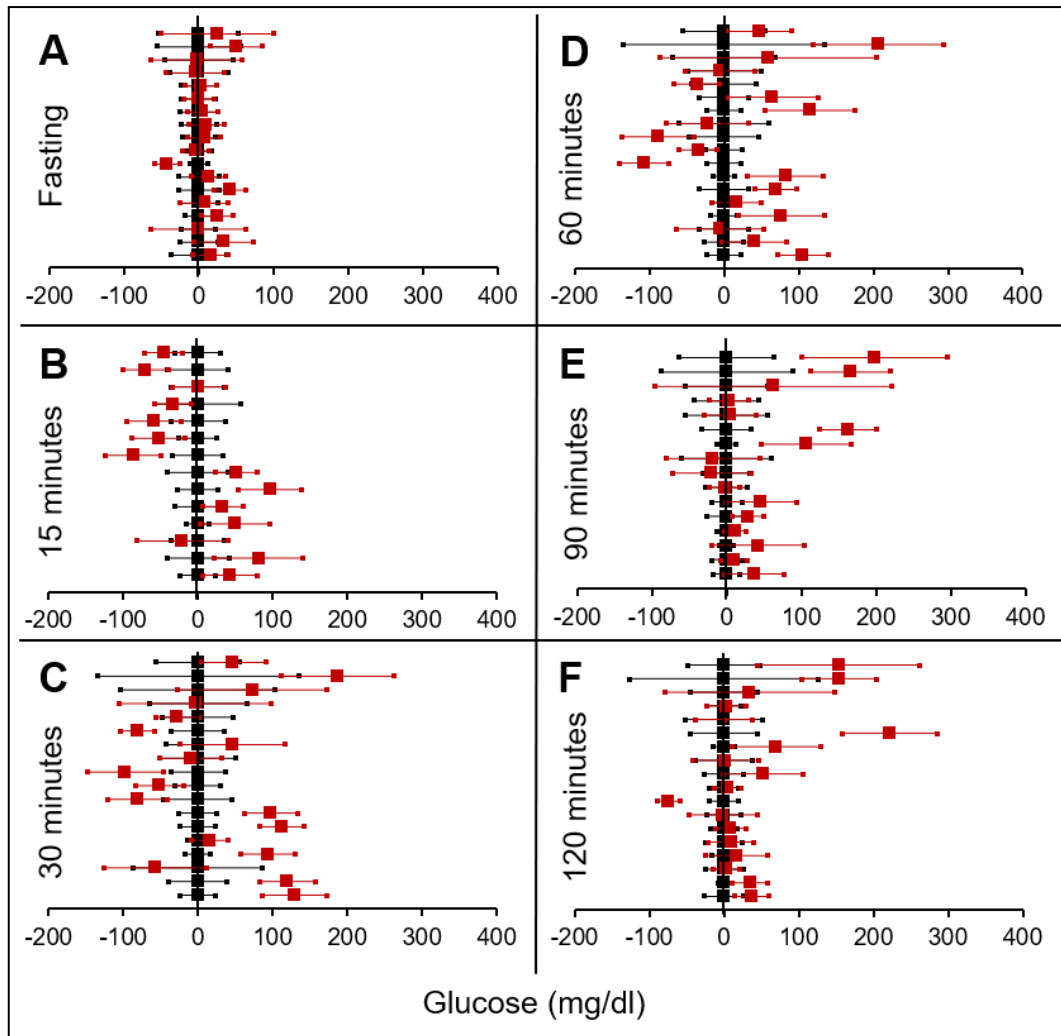 A
Fasting
-200 -100 0 100 200 300 400
B
15 minutes
-200 -100 0 100 200 300 400
C
30 minutes
-200 -100 0 100 200 300 400
D
60 minutes
-200 -100 0 100 200 300 400
E
90 minutes
-200 -100 0 100 200 300 400
F
120 minutes
-200 -100 0 100 200 300 400
Glucose (mg/dl)